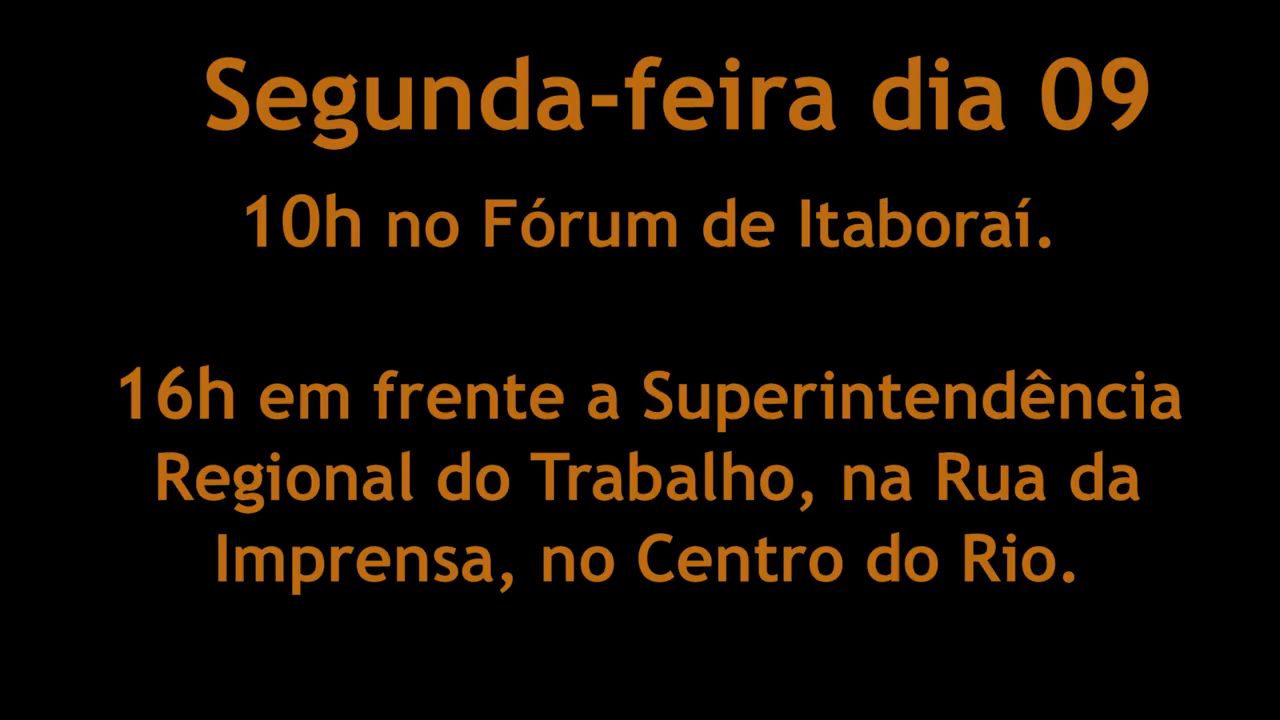 Segunda-feira dia 09
10h no Fórum de Itaboraí.
16h em frente a Superintendência
Regional do Trabalho, na Rua da
Imprensa, no Centro do Rio.